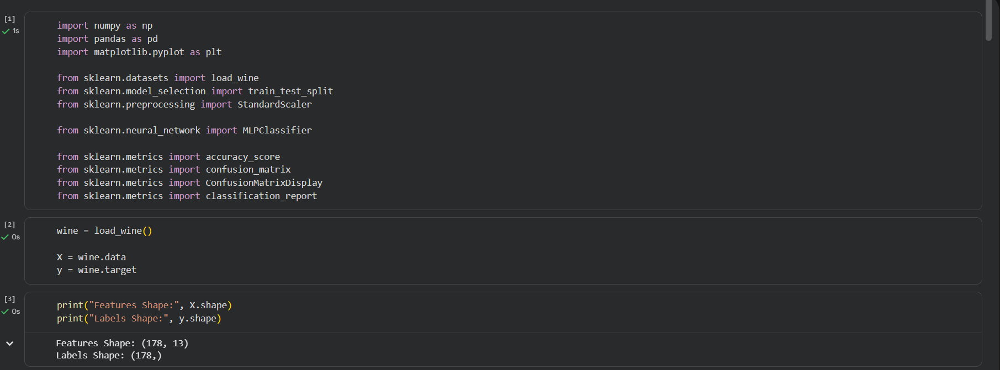 [1]
1s
import numpy as np
import pandas as pd
import matplotlib.pyplot as plt
from sklearn.datasets import load_wine
from sklearn.model_selection import train_test_split
from sklearn.preprocessing import StandardScaler
from sklearn.neural_network import MLPClassifier
from sklearn.metrics import accuracy_score
from sklearn.metrics import confusion_matrix
from sklearn.metrics import ConfusionMatrixDisplay
from sklearn.metrics import classification_report
[2]
0s
wine = load_wine()
X = wine.data
y = wine.target
[3]
0s
print("Features Shape:", X.shape)
print("Labels Shape:", y.shape)
Features Shape: (178, 13)
Labels Shape: (178,)